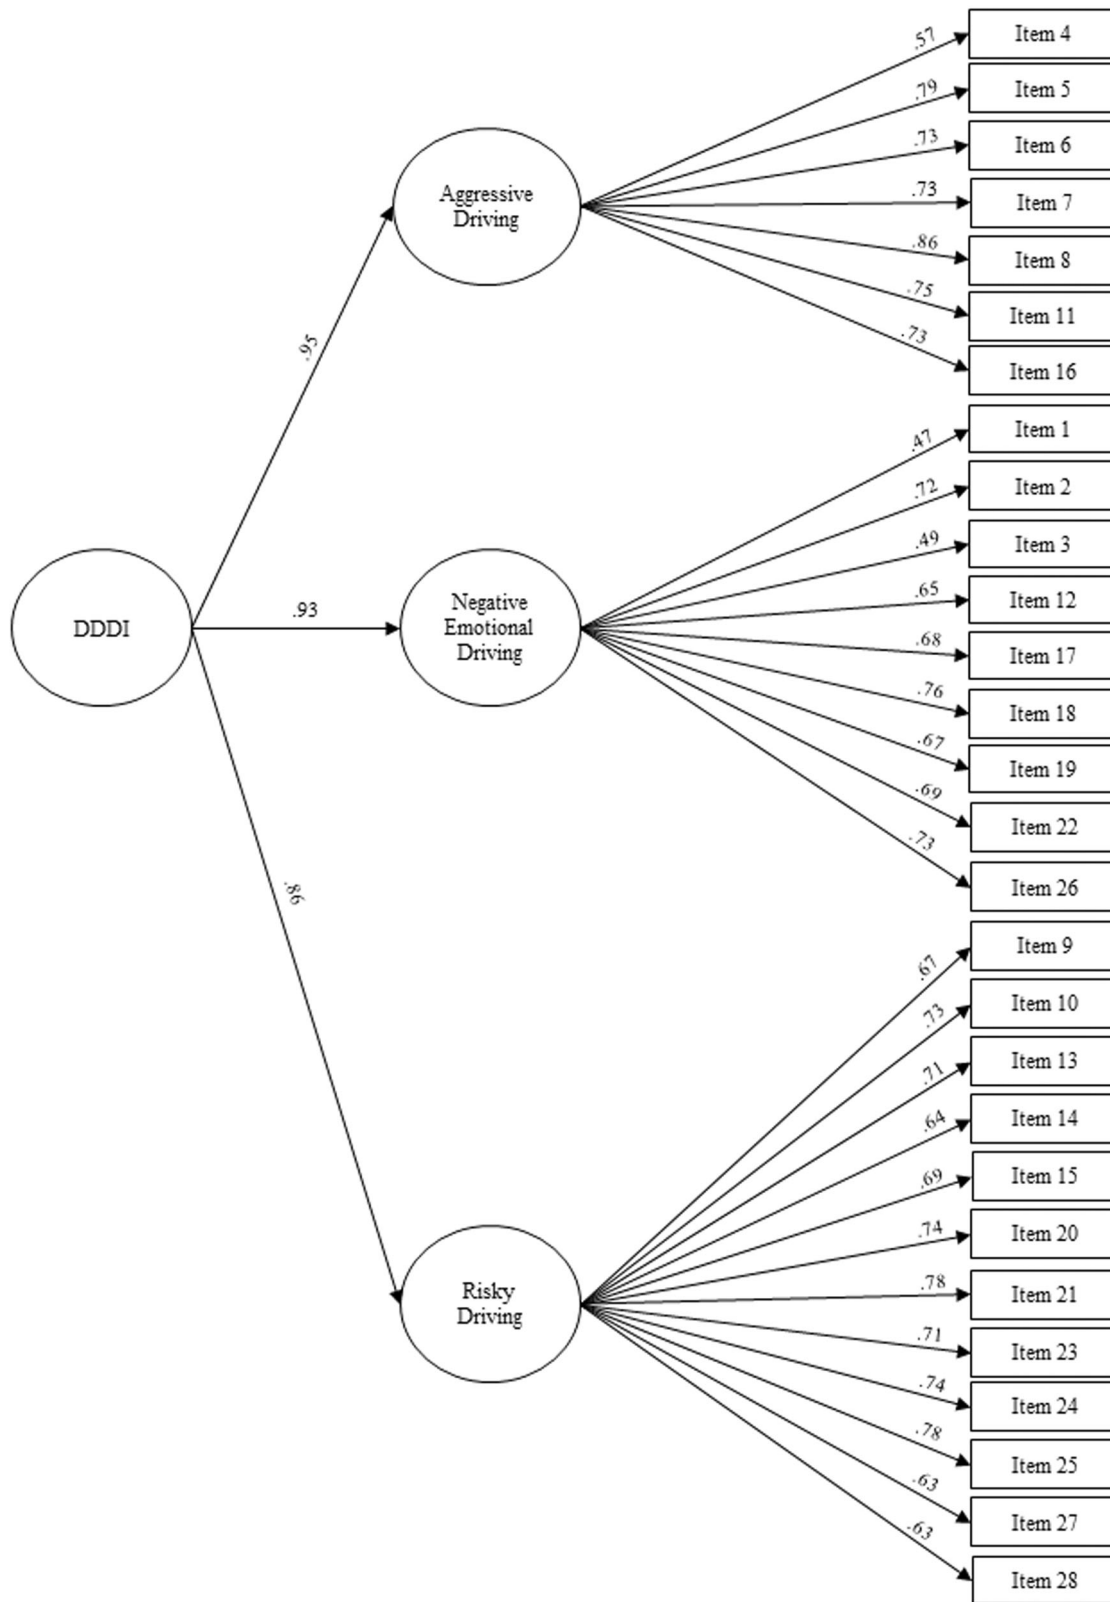 .57
Item 4
.79
Item 5
.73
Item 6
Aggressive
Driving
.73
Item 7
.86
Item 8
.75
Item 11
.73
Item 16
.95
.47
Item 1
.72
Item 2
.49
Item 3
.65
Item 12
DDDI
.93
Negative
Emotional
Driving
.68
Item 17
.76
Item 18
.67
Item 19
.69
Item 22
.73
Item 26
.86
.67
Item 9
.73
Item 10
.71
Item 13
.64
Item 14
.69
Item 15
.74
Item 20
Risky
Driving
.78
Item 21
.71
Item 23
.74
Item 24
.78
Item 25
.63
Item 27
.63
Item 28